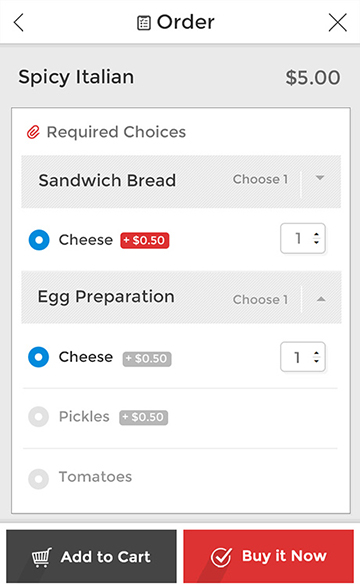 Order
Spicy Italian $5.00
Required Choices
Sandwich Bread Choose 1
Cheese + $0.50 1
Egg Preparation Choose 1
Cheese + $0.50 1
Pickles + $0.50
Tomatoes
Add to Cart Buy it Now